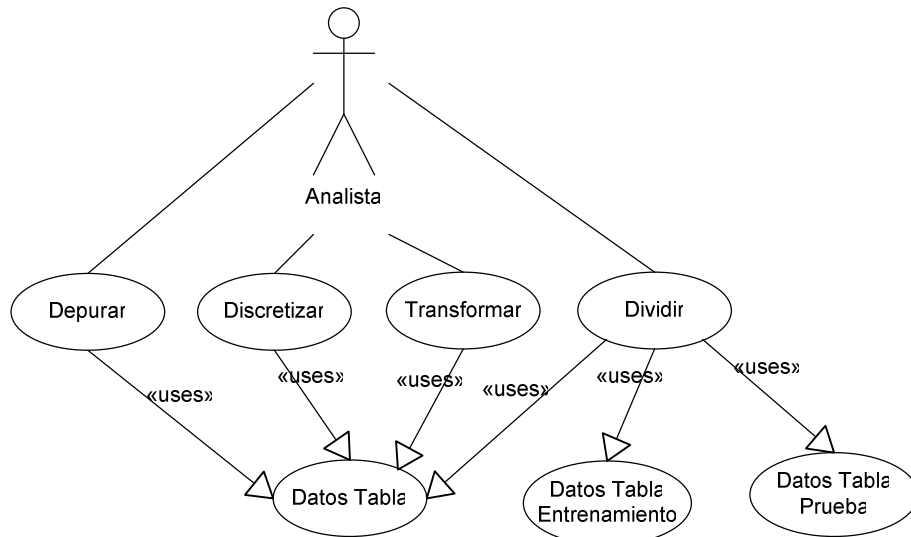 Analista
Depurar
Discretizar
Transformar
Dividir
«uses»
«uses»
«uses»
«uses»
«uses»
«uses»
Datos Tabla
Datos Tabla
Entrenamiento
Datos Tabla
Prueba